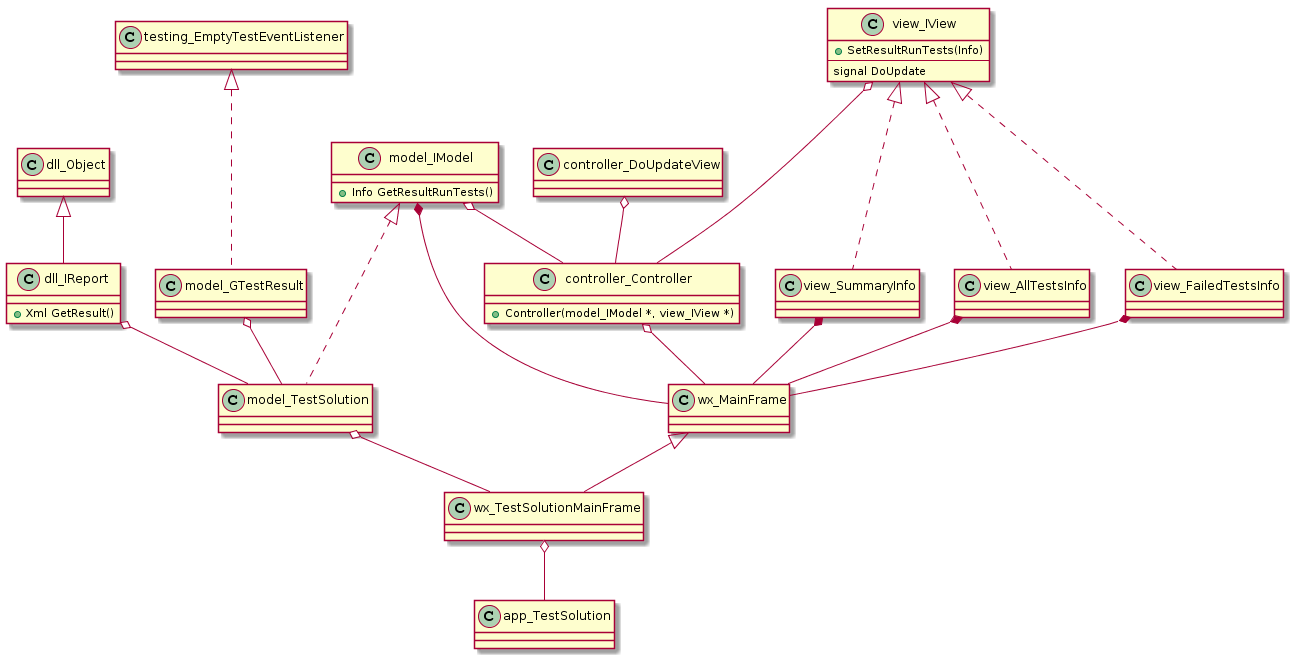 C view_IView
SetResultRunTests(Info)
signal DoUpdate
C testing_EmptyTestEventListener
C dll_Object
C model_IModel
Info GetResultRunTests()
C controller_DoUpdateView
C dll_IReport
Xml GetResult()
C model_GTestResult
C controller_Controller
Controller(model_IModel *, view_IView *)
C view_SummaryInfo
C view_AllTestsInfo
C view_FailedTestsInfo
C model_TestSolution
C wx_MainFrame
C wx_TestSolutionMainFrame
C app_TestSolution